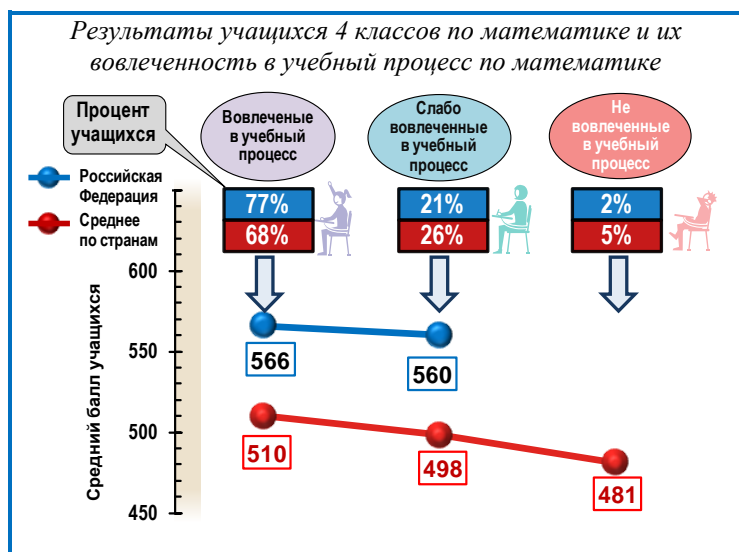 Результаты учащихся 4 классов по математике и их
вовлеченность в учебный процесс по математике
Процент
учащихся
Вовлеченые
в учебный
процесс
Слабо
вовлеченные
в учебный
процесс
Не
вовлеченные
в учебный
процесс
Российская
Федерация
Среднее
по странам
77%
21%
2%
68%
26%
5%
Средний балл учащихся
600
550
500
450
566
560
510
498
481